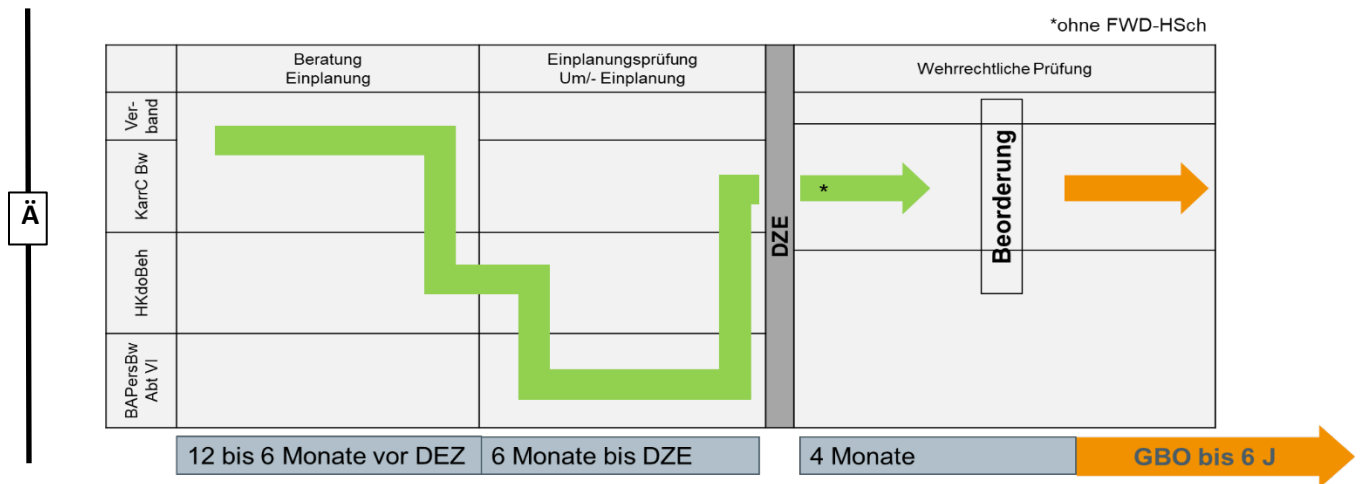 *ohne FWD-HSch
Beratung
Einplanung
Einplanungsprüfung
Um/- Einplanung
Wehrrechtliche Prüfung
Ver-
band
KarrC Bw
HKdoBeh
BAPersBw
Abt VI
Ä
DZE
*
Beorderung
12 bis 6 Monate vor DEZ
6 Monate bis DZE
4 Monate
GBO bis 6 J